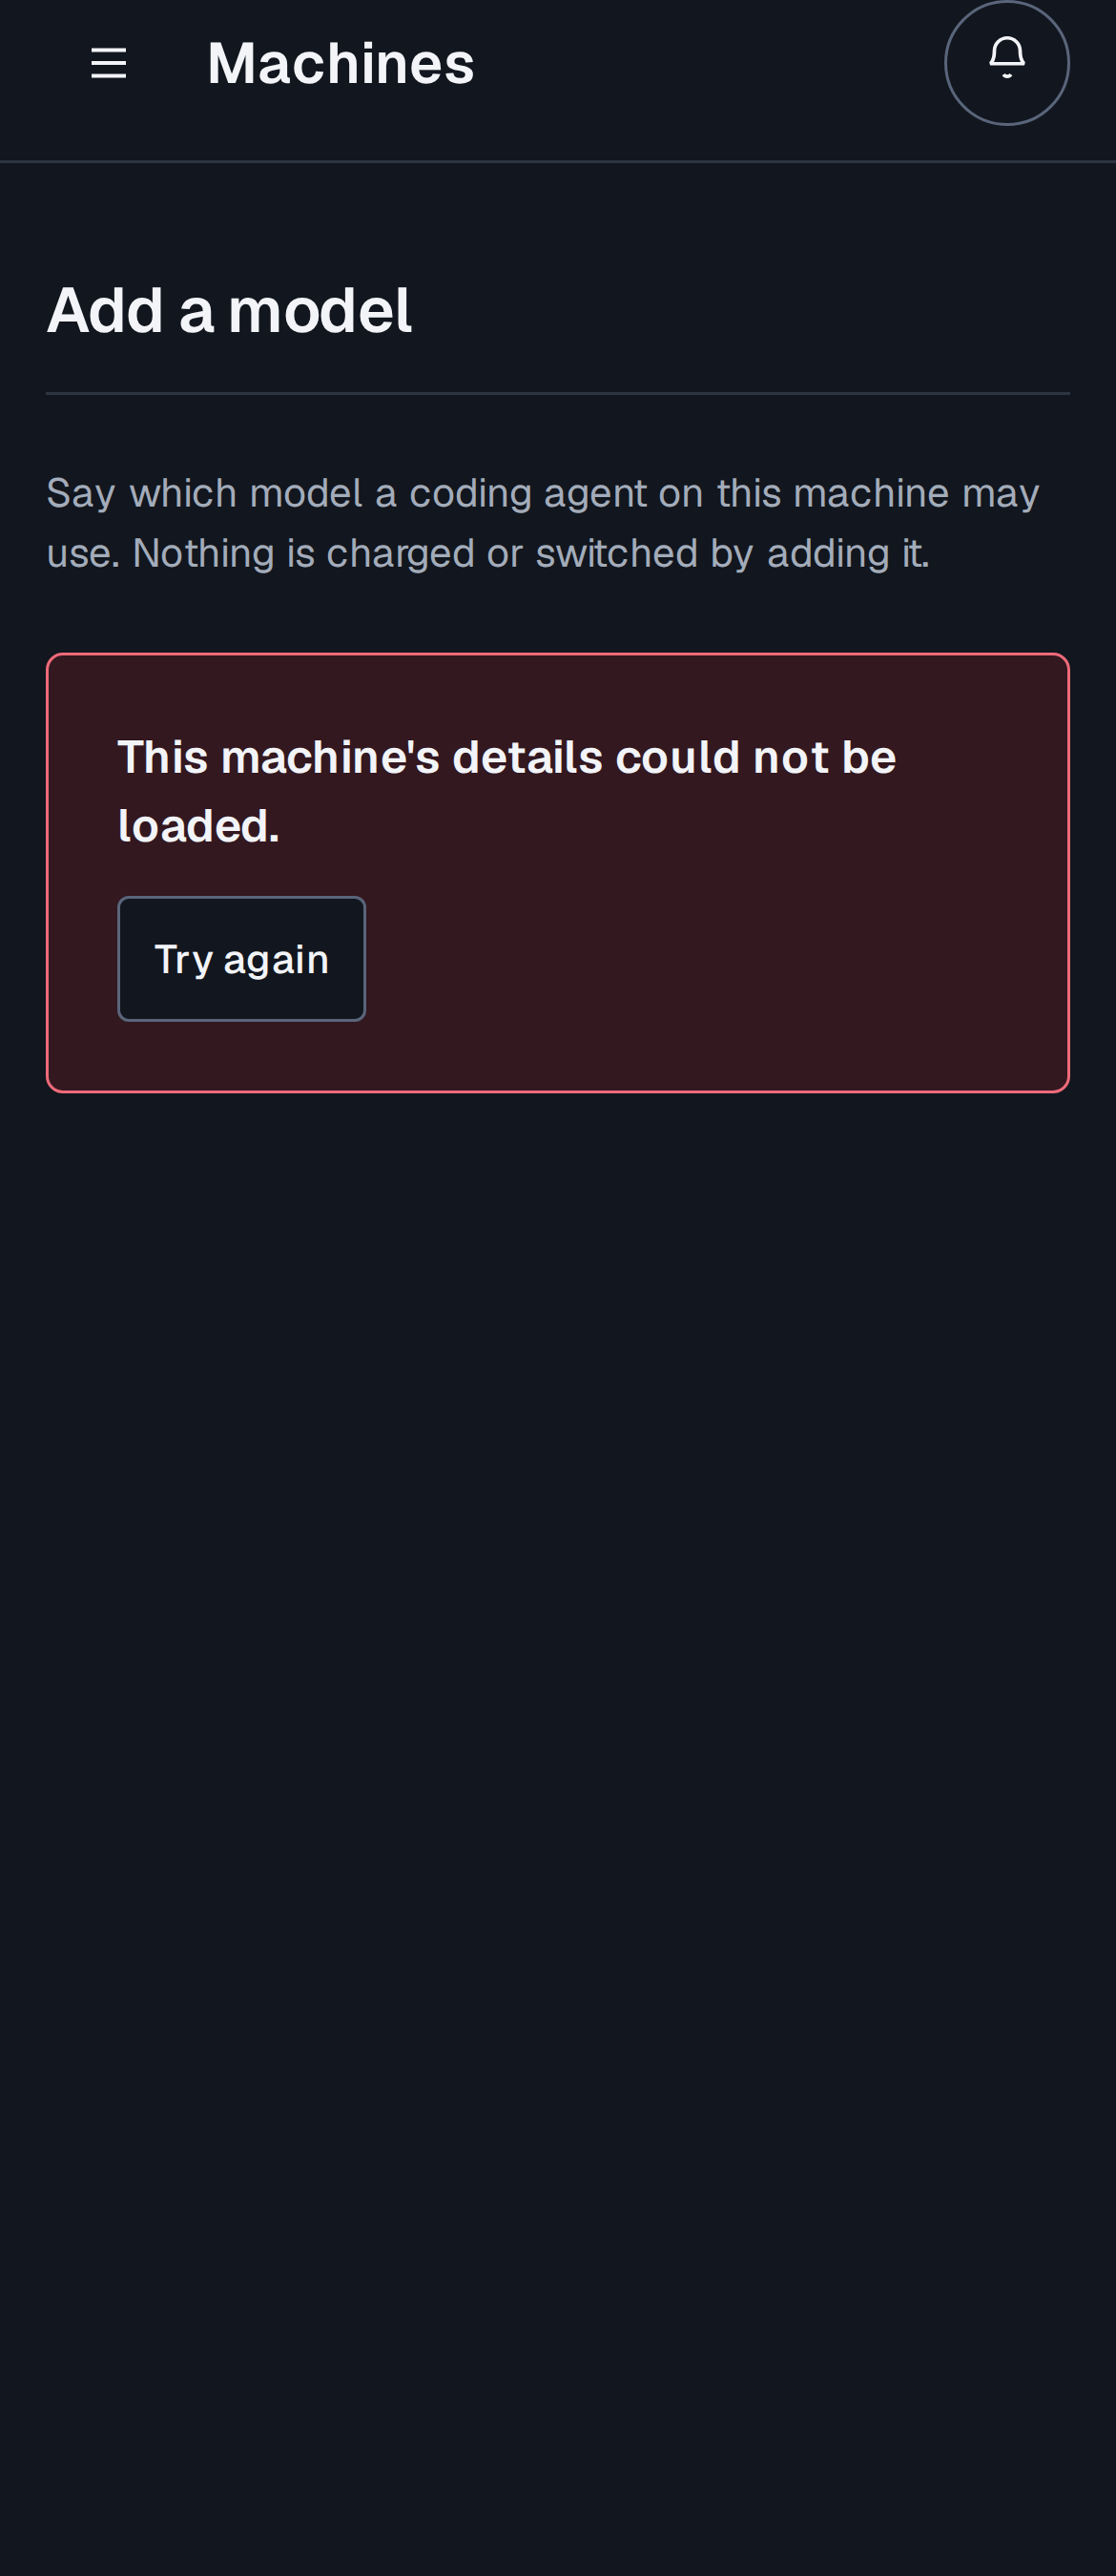 Machines
Add a model
Say which model a coding agent on this machine may
use. Nothing is charged or switched by adding it.
This machine's details could not be
loaded.
Try again